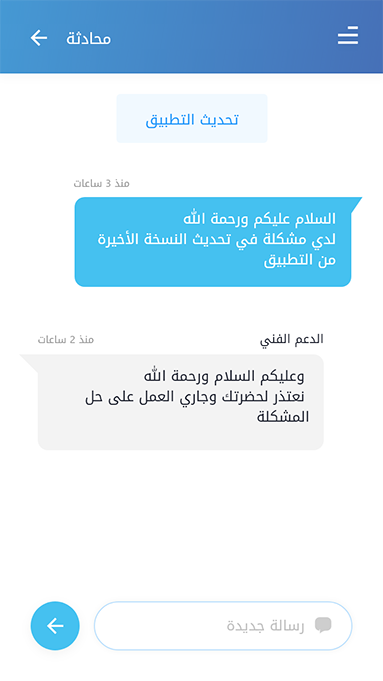 محادثة
تحديث التطبيق
منذ 3 ساعات
السلام عليكم ورحمة الله
لدي مشكلة في تحديث النسخة الأخيرة
من التطبيق
الدعم الفني
منذ 2 ساعات
وعليكم السلام ورحمة الله
نعتذر لحضرتك وجاري العمل على حل
المشكلة
رسالة جديدة